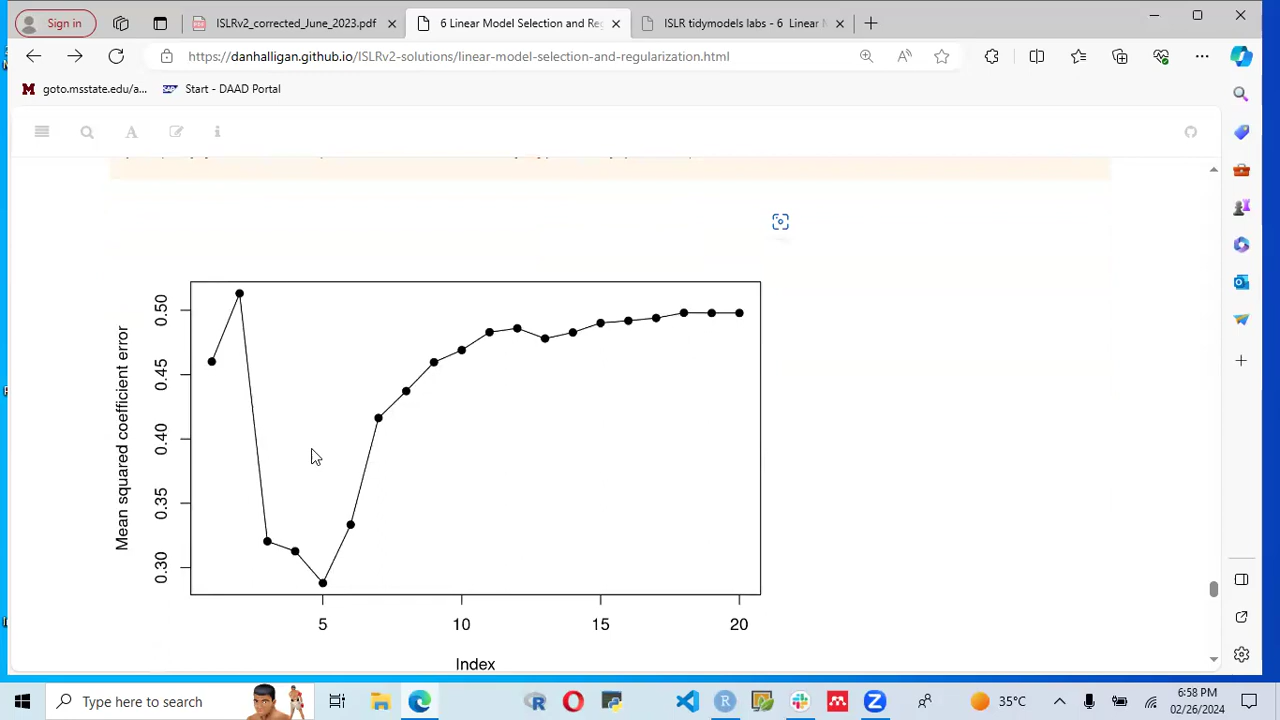 Sign in
ISLRv2_corrected_June_2023.pdf
6 Linear Model Selection and Reg
ISLR tidymodels labs - 6 Linear M
https://danhalligan.github.io/ISLRv2-solutions/linear-model-selection-and-regularization.html
goto.msstate.edu/a...
Start - DAAD Portal
Mean squared coefficient error
0.50
0.45
0.40
0.35
0.30
5
10
15
20
Index
Type here to search
35°C
6:58 PM
02/26/2024